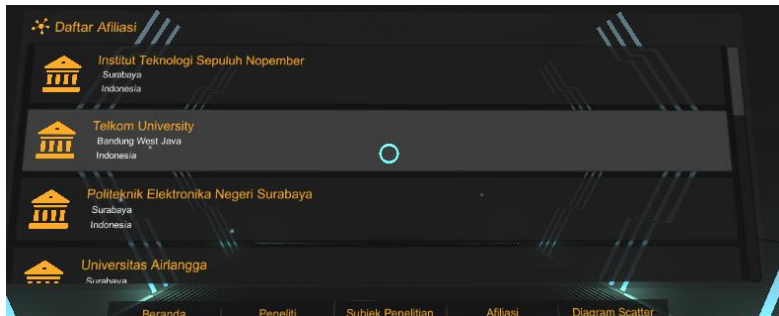 Daftar Afiliasi
Institut Teknologi Sepuluh Nopember
Surabaya
Indonesia
Telkom University
Bandung West Java
Indonesia
Politeknik Elektronika Negeri Surabaya
Surabaya
Indonesia
Universitas Airlangga
Surabaya
Beranda Peneliti Subjek Penelitian Afiliasi Diagram Scatter